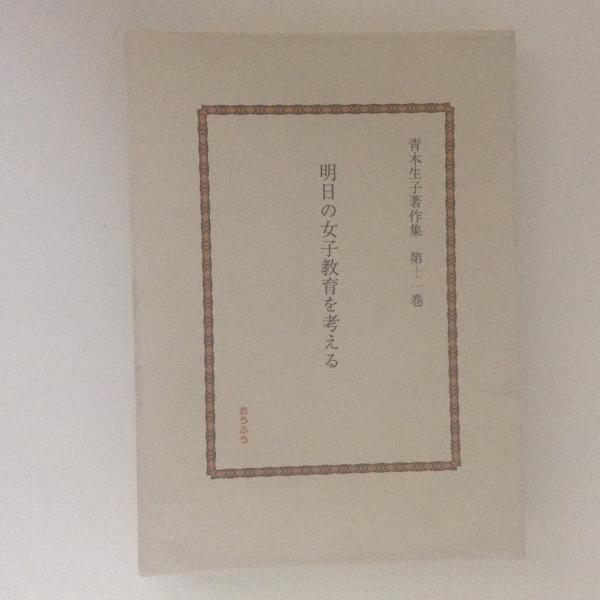 青木生子著作集 第十一巻
明日の女子教育を考える
おうふう